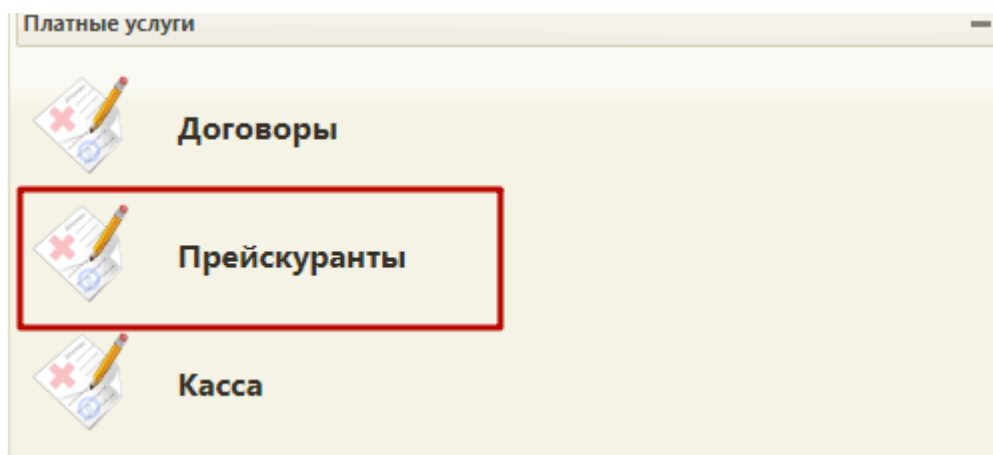 Платные услуги
Договоры
Прейскуранты
Касса